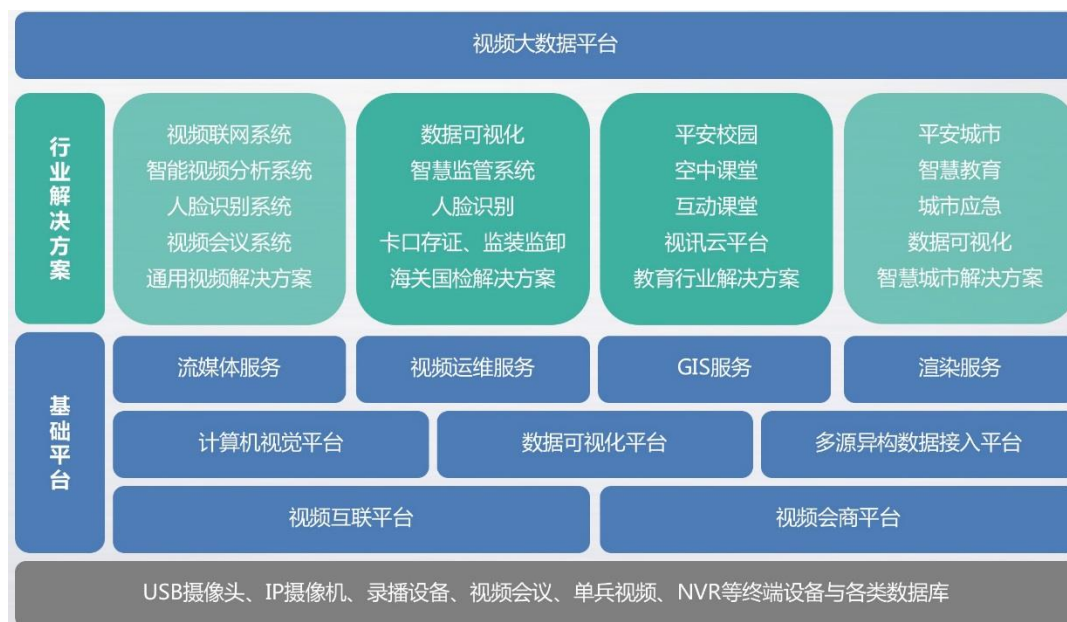 视频大数据平台
行业解决方案
视频联网系统
智能视频分析系统
人脸识别系统
视频会议系统
通用视频解决方案
数据可视化
智慧监管系统
人脸识别
卡口存证、监装监卸
海关国检解决方案
平安校园
空中课堂
互动课堂
视讯云平台
教育行业解决方案
平安城市
智慧教育
城市应急
数据可视化
智慧城市解决方案
基础平台
流媒体服务
视频运维服务
GIS服务
渲染服务
计算机视觉平台
数据可视化平台
多源异构数据接入平台
视频互联平台
视频会商平台
USB摄像头、IP摄像机、录播设备、视频会议、单兵视频、NVR等终端设备与各类数据库